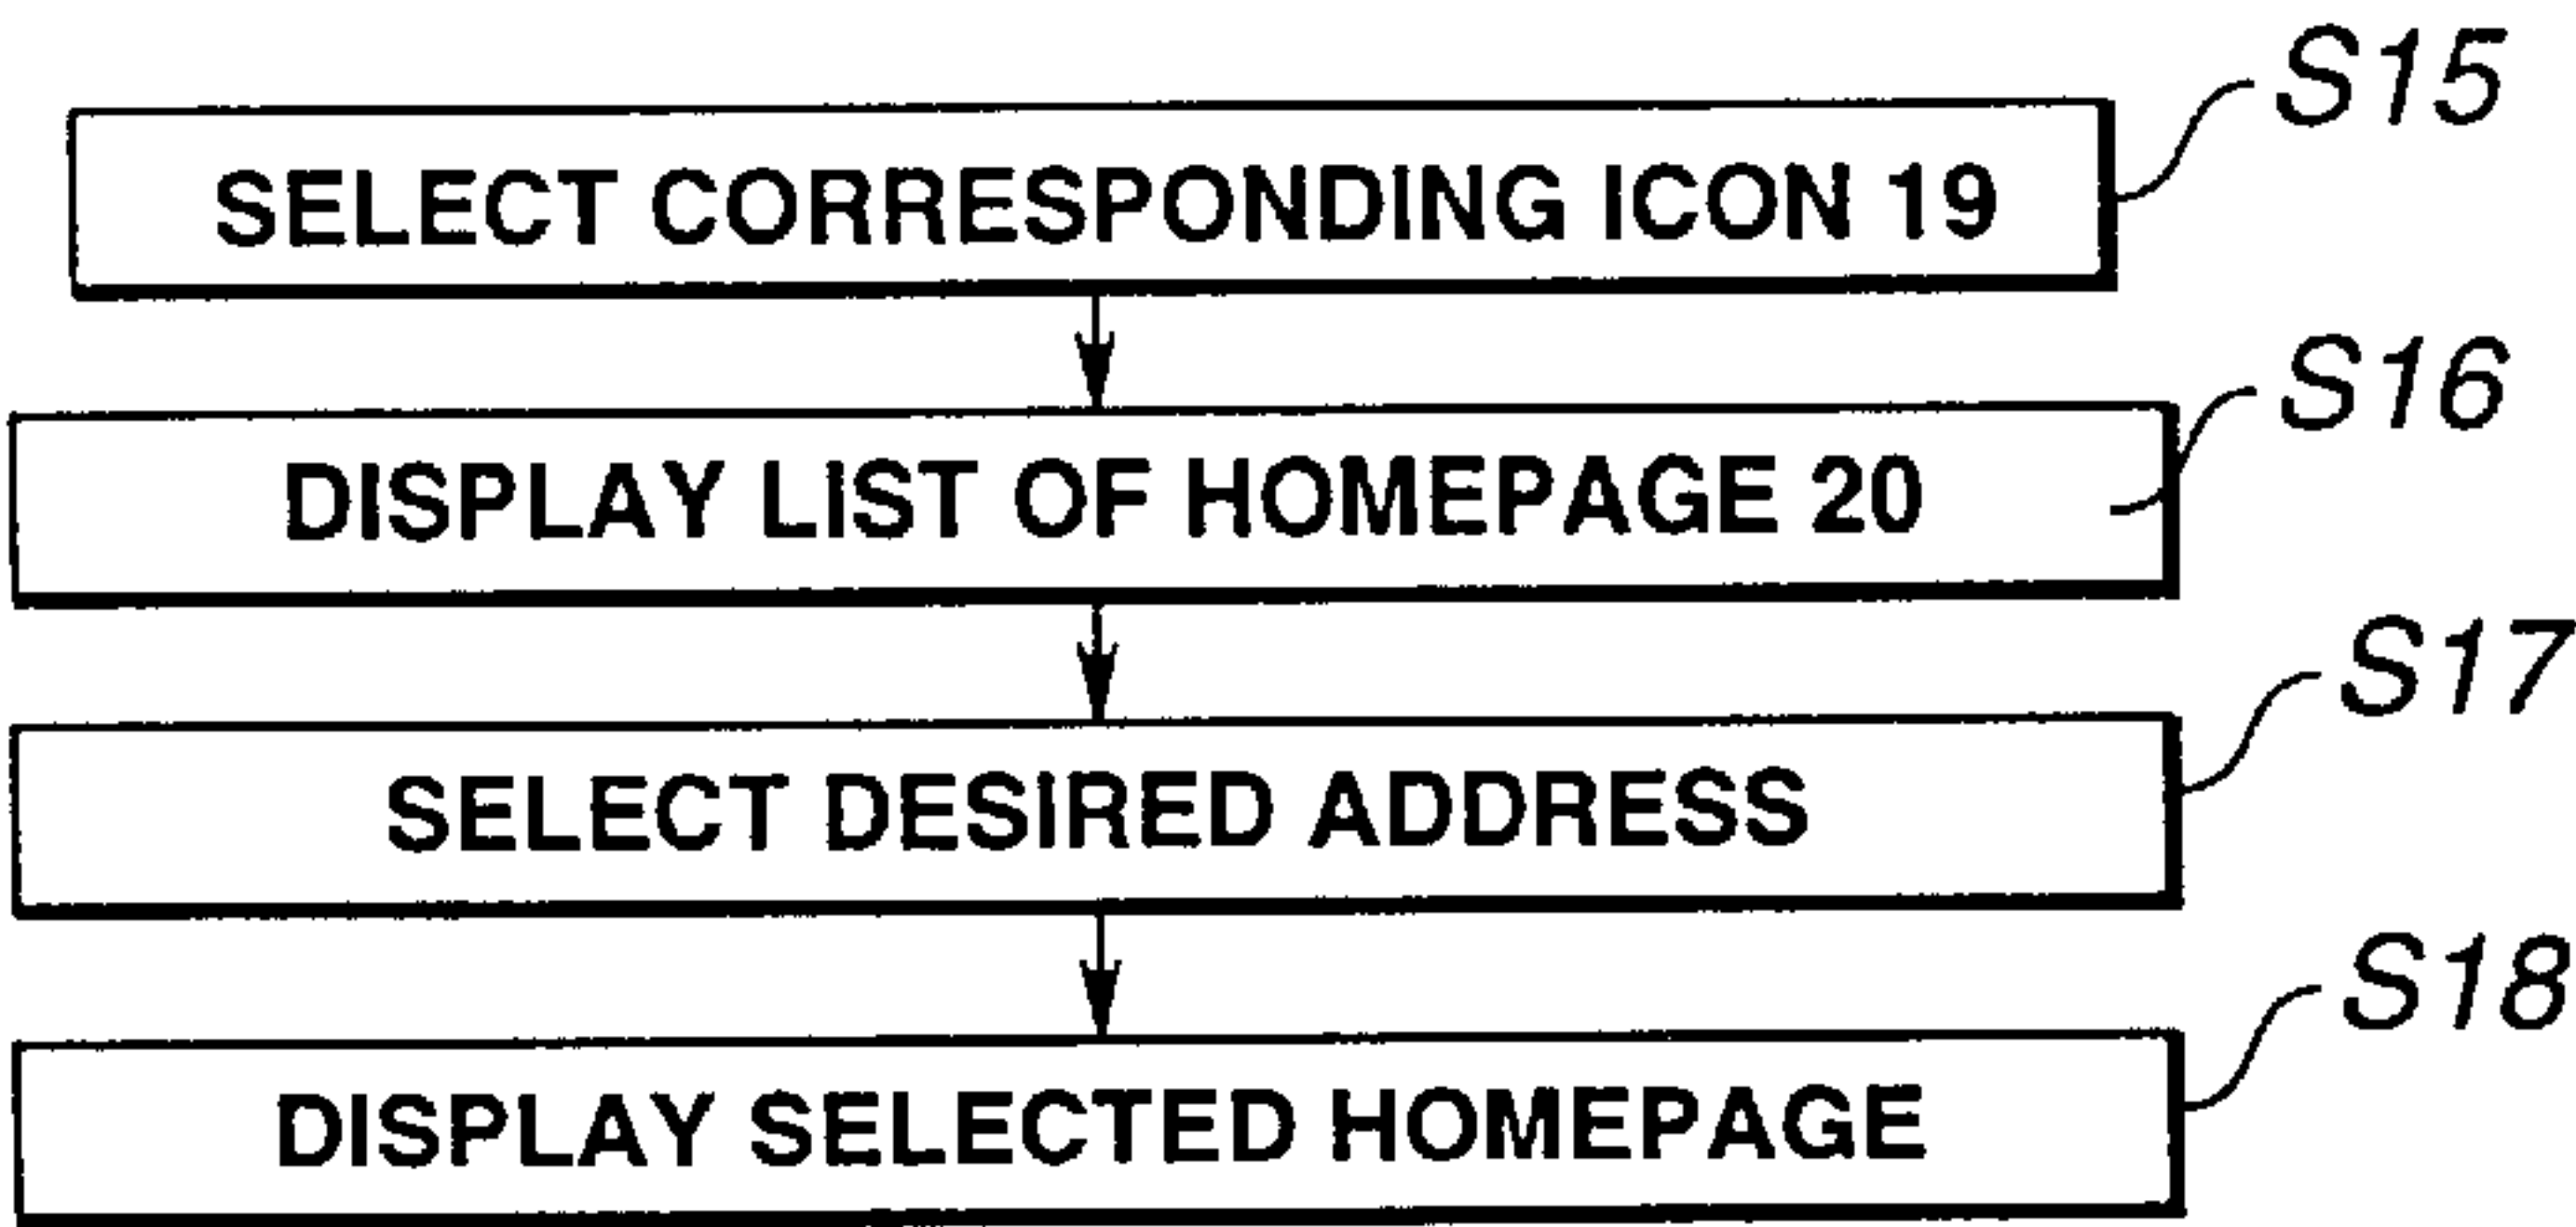 S15
SELECT CORRESPONDING ICON 19
S16
DISPLAY LIST OF HOMEPAGE 20
S17
SELECT DESIRED ADDRESS
S18
DISPLAY SELECTED HOMEPAGE